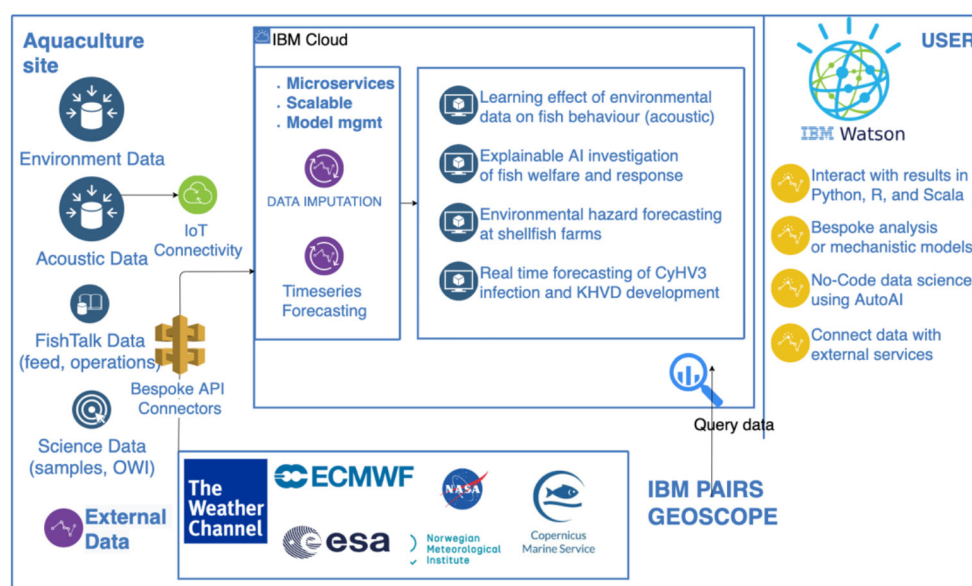 Aquaculture
site
Environment Data
Acoustic Data
IoT
Connectivity
FishTalk Data
(feed, operations)
Bespoke API
Connectors
Science Data
(samples, OWI)
External
Data
IBM Cloud
. Microservices
. Scalable
. Model mgmt
DATA IMPUTATION
Timeseries
Forecasting
Learning effect of environmental
data on fish behaviour (acoustic)
Explainable AI investigation
of fish welfare and response
Environmental hazard forecasting
at shellfish farms
Real time forecasting of CyHV3
infection and KHVD development
Query data
The
Weather
Channel
ECMWF
NASA
Copernicus
Marine Service
esa
Norwegian
Meteorological
Institute
IBM PAIRS
GEOSCOPE
USER
IBM Watson
Interact with results in
Python, R, and Scala
Bespoke analysis
or mechanistic models
No-Code data science
using AutoAI
Connect data with
external services